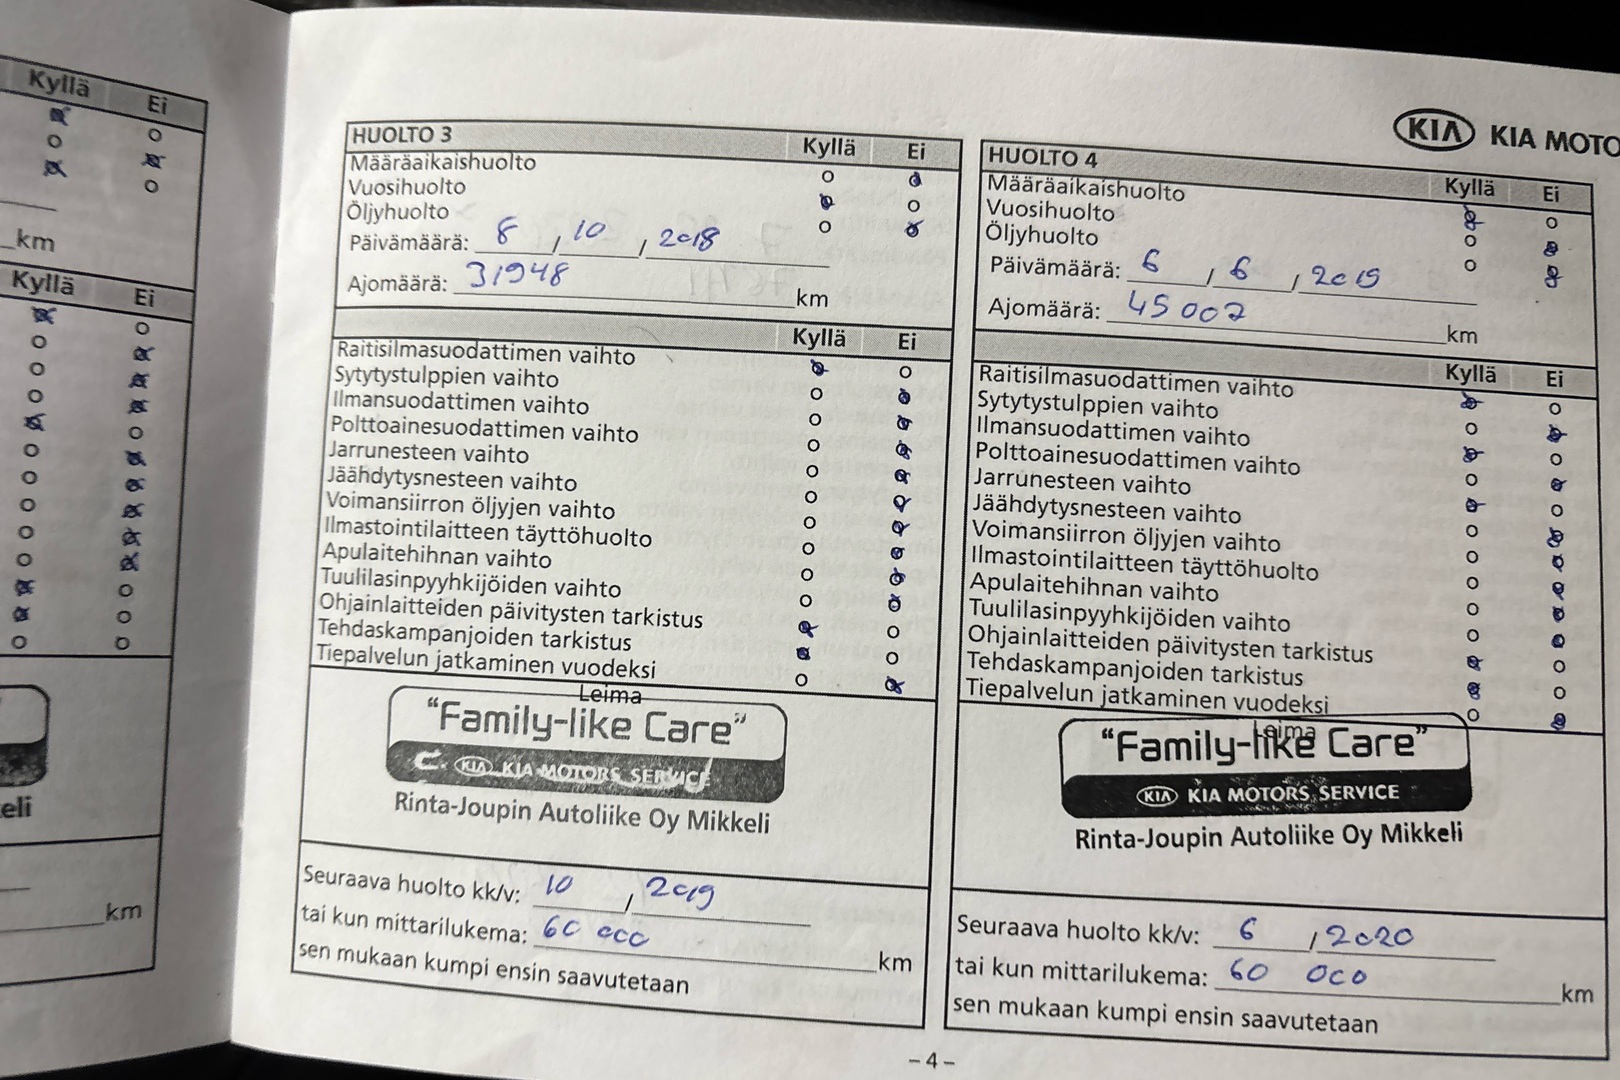 Kyllä Ei
km
Kyllä Ei
eli
km
KIA KIA MOTO
HUOLTO 3 Kyllä Ei
Määräaikaishuolto
Vuosihuolto
Öljyhuolto
Päivämäärä: 8 / 10 / 2018
Ajomäärä: 31948 km
Kyllä Ei
Raitisilmasuodattimen vaihto
Sytytystulppien vaihto
Ilmansuodattimen vaihto
Polttoainesuodattimen vaihto
Jarrunesteen vaihto
Jäähdytysnesteen vaihto
Voimansiirron öljyjen vaihto
Ilmastointilaitteen täyttöhuolto
Apulaitehihnan vaihto
Tuulilasinpyyhkijöiden vaihto
Ohjainlaitteiden päivitysten tarkistus
Tehdaskampanjoiden tarkistus
Tiepalvelun jatkaminen vuodeksi
Leima
"Family-like Care"
KIA KIA MOTORS SERVICE
Rinta-Joupin Autoliike Oy Mikkeli
Seuraava huolto kk/v: 10 / 2019
tai kun mittarilukema: 60 000 km
sen mukaan kumpi ensin saavutetaan
HUOLTO 4 Kyllä Ei
Määräaikaishuolto
Vuosihuolto
Öljyhuolto
Päivämäärä: 6 / 6 / 2019
Ajomäärä: 45 007 km
Kyllä Ei
Raitisilmasuodattimen vaihto
Sytytystulppien vaihto
Ilmansuodattimen vaihto
Polttoainesuodattimen vaihto
Jarrunesteen vaihto
Jäähdytysnesteen vaihto
Voimansiirron öljyjen vaihto
Ilmastointilaitteen täyttöhuolto
Apulaitehihnan vaihto
Tuulilasinpyyhkijöiden vaihto
Ohjainlaitteiden päivitysten tarkistus
Tehdaskampanjoiden tarkistus
Tiepalvelun jatkaminen vuodeksi
Leima
"Family-like Care"
KIA KIA MOTORS SERVICE
Rinta-Joupin Autoliike Oy Mikkeli
Seuraava huolto kk/v: 6 / 2020
tai kun mittarilukema: 60 000 km
sen mukaan kumpi ensin saavutetaan
- 4 -